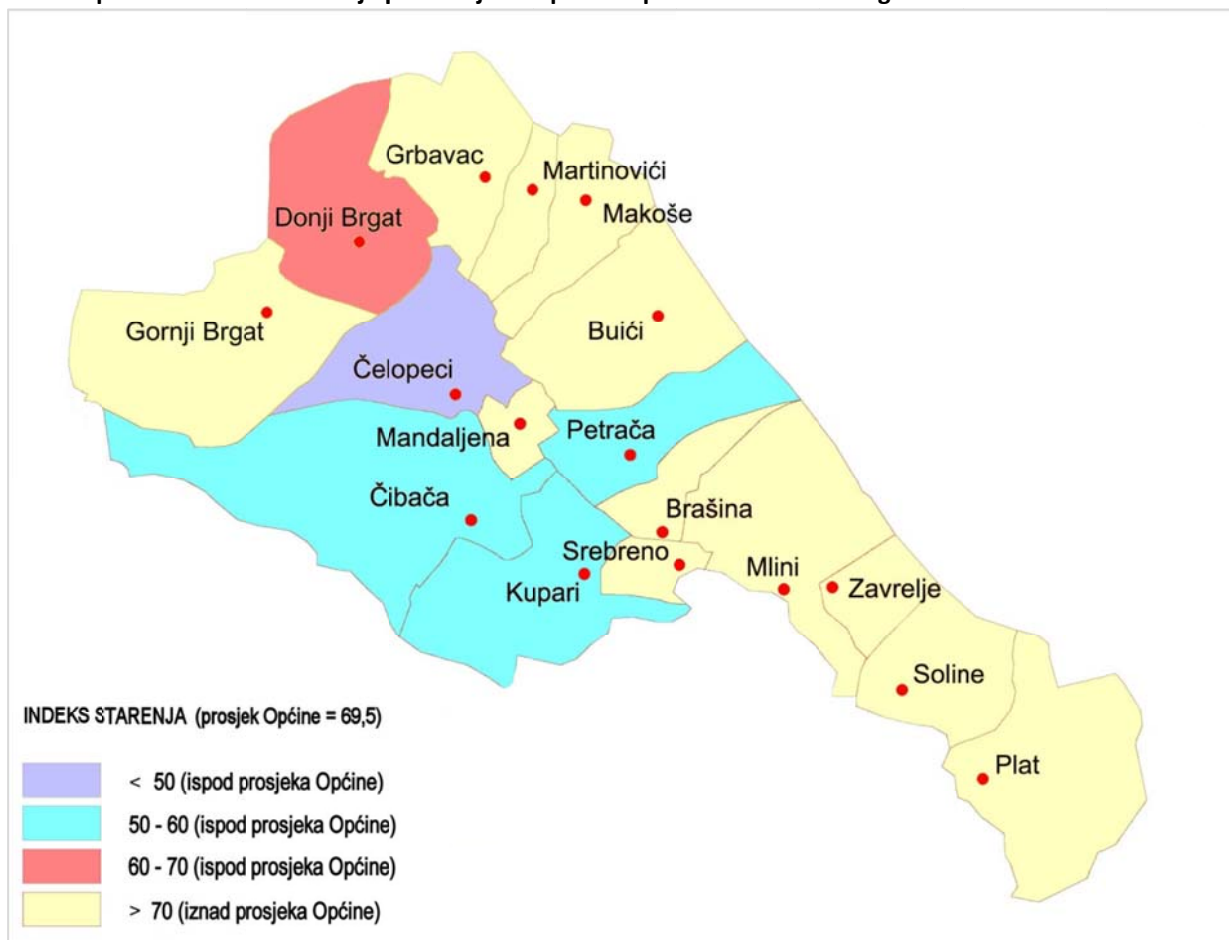 Grbavac
Martinovići
Makoše
Donji Brgat
Gornji Brgat
Buići
Čelopeci
Mandaljena
Petrača
Čibača
Brašina
Srebreno
Kupari
Mlini
Zavrelje
Soline
Plat
INDEKS STARENJA (prosjek Općine = 69,5)
< 50 (ispod prosjeka Općine)
50 - 60 (ispod prosjeka Općine)
60 - 70 (ispod prosjeka Općine)
> 70 (iznad prosjeka Općine)